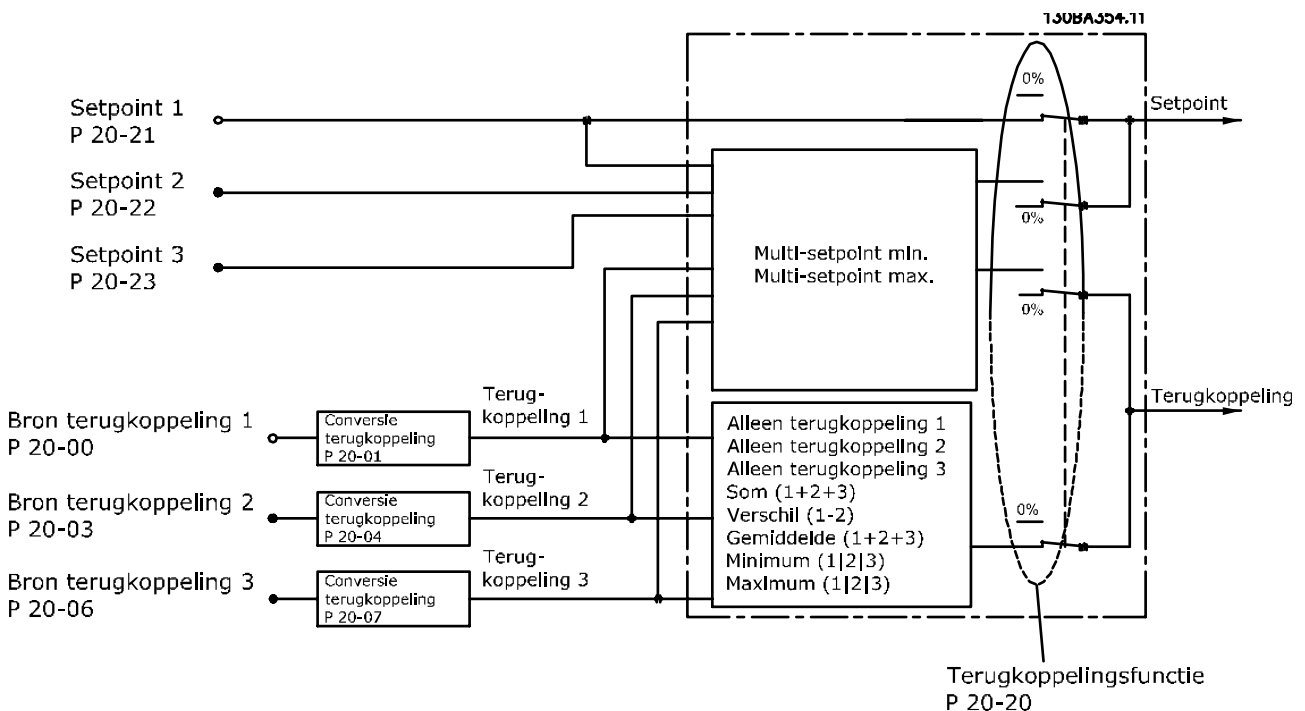 130BA354.11
Setpoint 1
P 20-21
Setpoint 2
P 20-22
Setpoint 3
P 20-23
0%
Setpoint
0%
Multi-setpoint min.
Multi-setpoint max.
0%
Bron terugkoppeling 1
P 20-00
Conversie
terugkoppeling
P 20-01
Terug-
koppeling 1
Bron terugkoppeling 2
P 20-03
Conversie
terugkoppeling
P 20-04
Terug-
koppeling 2
Bron terugkoppeling 3
P 20-06
Conversie
terugkoppeling
P 20-07
Terug-
koppeling 3
Alleen terugkoppeling 1
Alleen terugkoppeling 2
Alleen terugkoppeling 3
Som (1+2+3)
Verschil (1-2)
Gemiddelde (1+2+3)
Minimum (1|2|3)
Maximum (1|2|3)
0%
Terugkoppeling
Terugkoppelingsfunctie
P 20-20